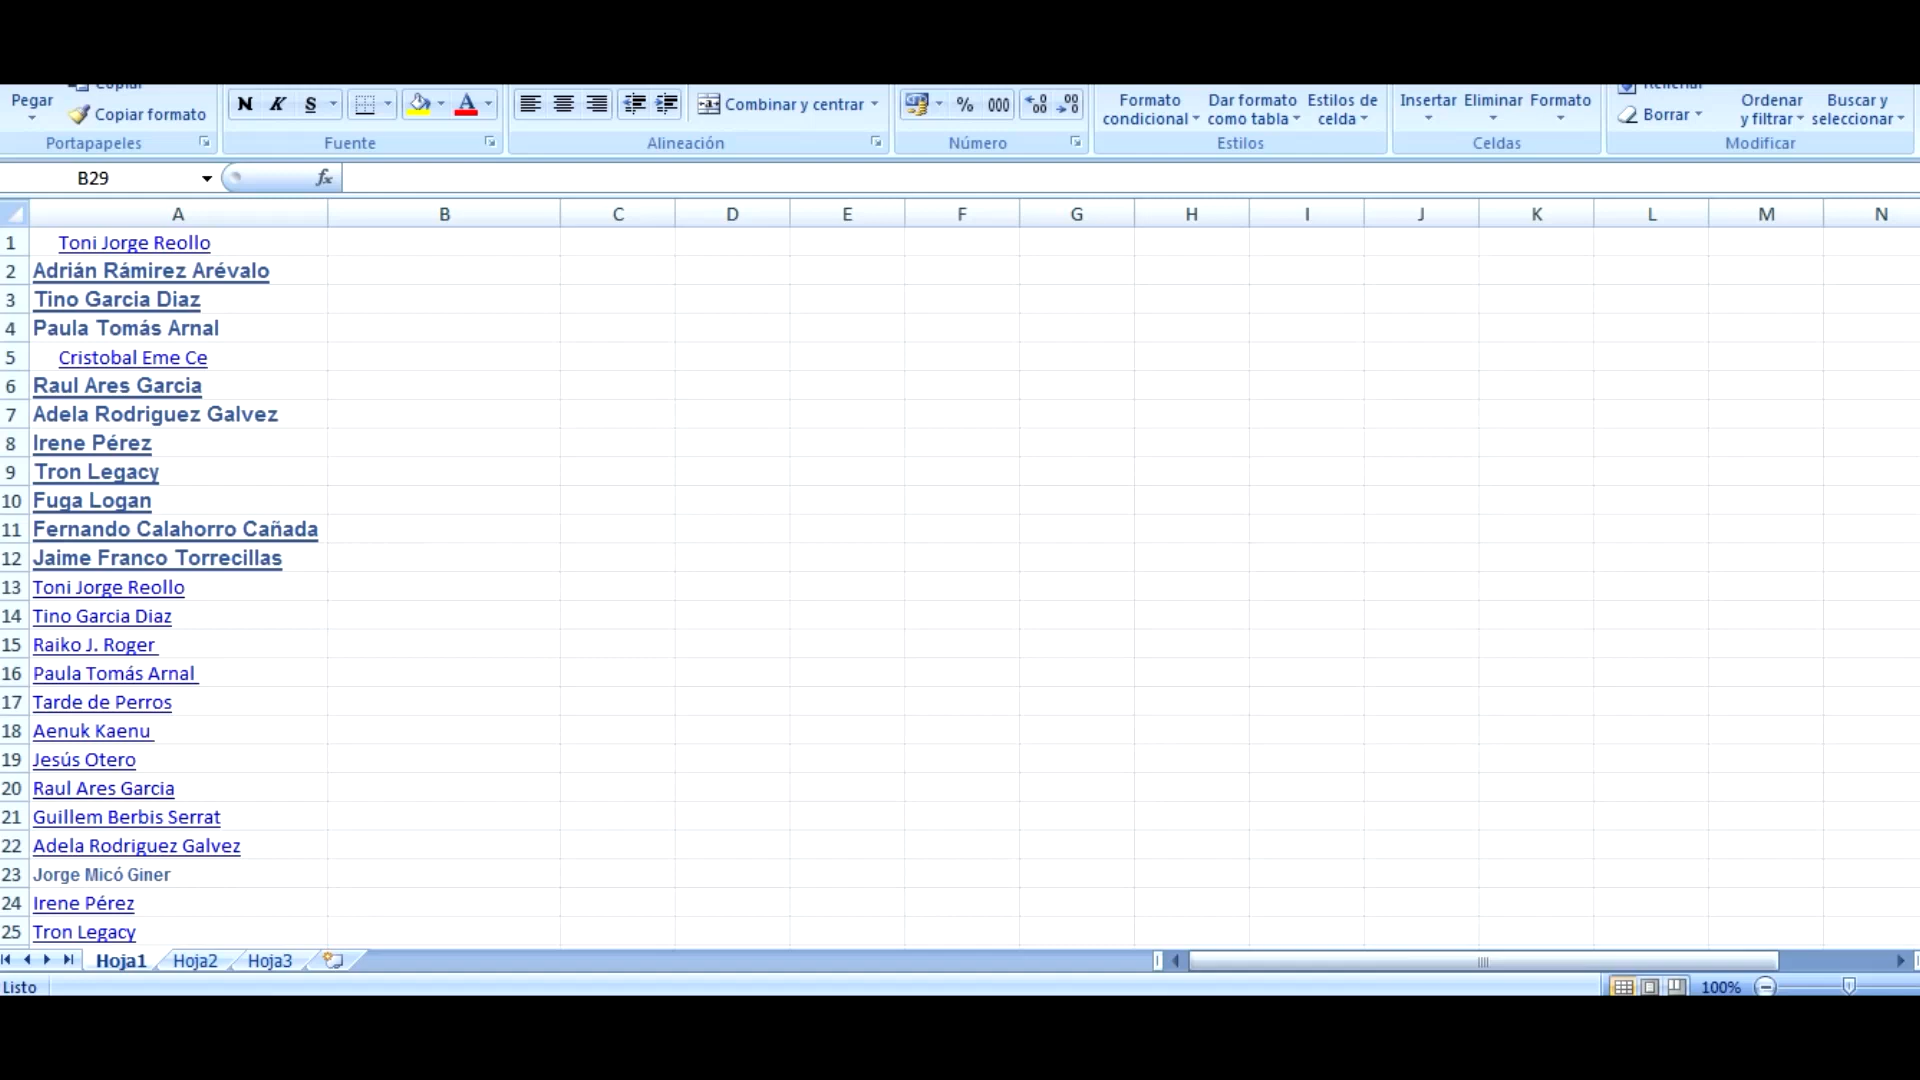 Copiar
Pegar
Copiar formato
Portapapeles
N K S A
Fuente
Combinar y centrar
Alineación
% 000 ,0 ,00 ,00 ,0
Número
Formato condicional
Dar formato como tabla
Estilos de celda
Estilos
Insertar Eliminar Formato
Celdas
Rellenar
Borrar
Ordenar y filtrar
Buscar y seleccionar
Modificar
B29 fx
A B C D E F G H I J K L M N
1 Toni Jorge Reollo
2 Adrián Rámirez Arévalo
3 Tino Garcia Diaz
4 Paula Tomás Arnal
5 Cristobal Eme Ce
6 Raul Ares Garcia
7 Adela Rodriguez Galvez
8 Irene Pérez
9 Tron Legacy
10 Fuga Logan
11 Fernando Calahorro Cañada
12 Jaime Franco Torrecillas
13 Toni Jorge Reollo
14 Tino Garcia Diaz
15 Raiko J. Roger
16 Paula Tomás Arnal
17 Tarde de Perros
18 Aenuk Kaenu
19 Jesús Otero
20 Raul Ares Garcia
21 Guillem Berbis Serrat
22 Adela Rodriguez Galvez
23 Jorge Micó Giner
24 Irene Pérez
25 Tron Legacy
Hoja1 Hoja2 Hoja3
Listo 100%